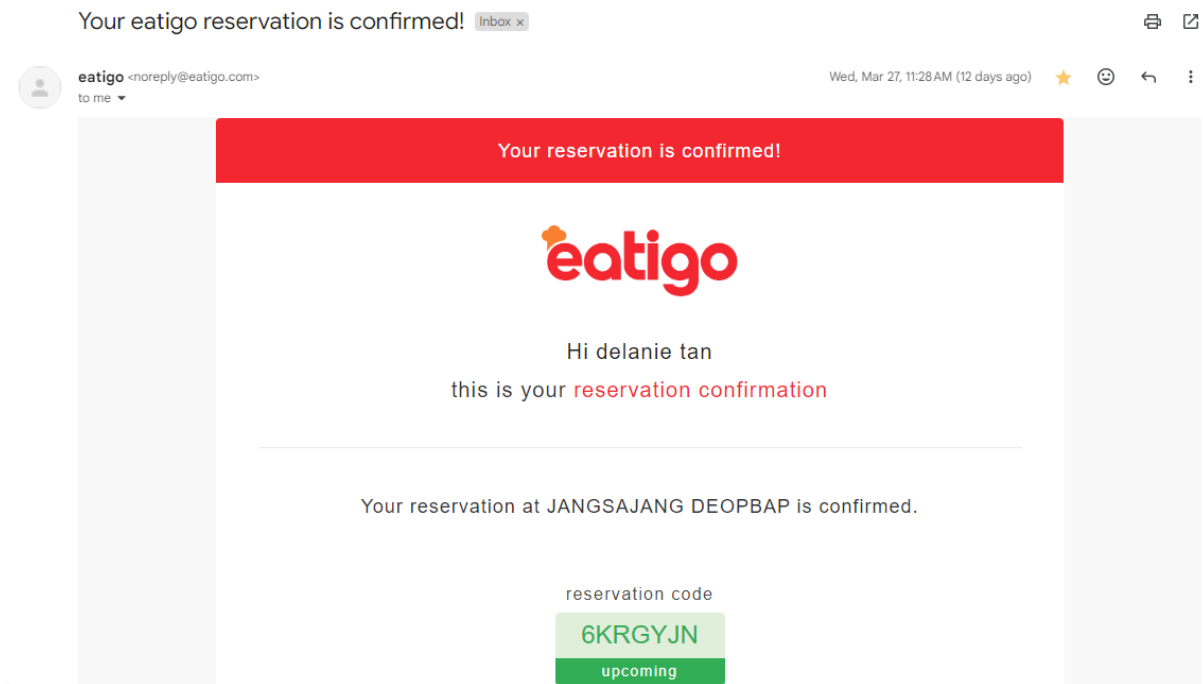 Your eatigo reservation is confirmed! Inbox ×
eatigo <noreply@eatigo.com> Wed, Mar 27, 11:28 AM (12 days ago)
to me
Your reservation is confirmed!
eatigo
Hi delanie tan
this is your reservation confirmation
Your reservation at JANGSAJANG DEOPBAP is confirmed.
reservation code
6KRGYJN
upcoming